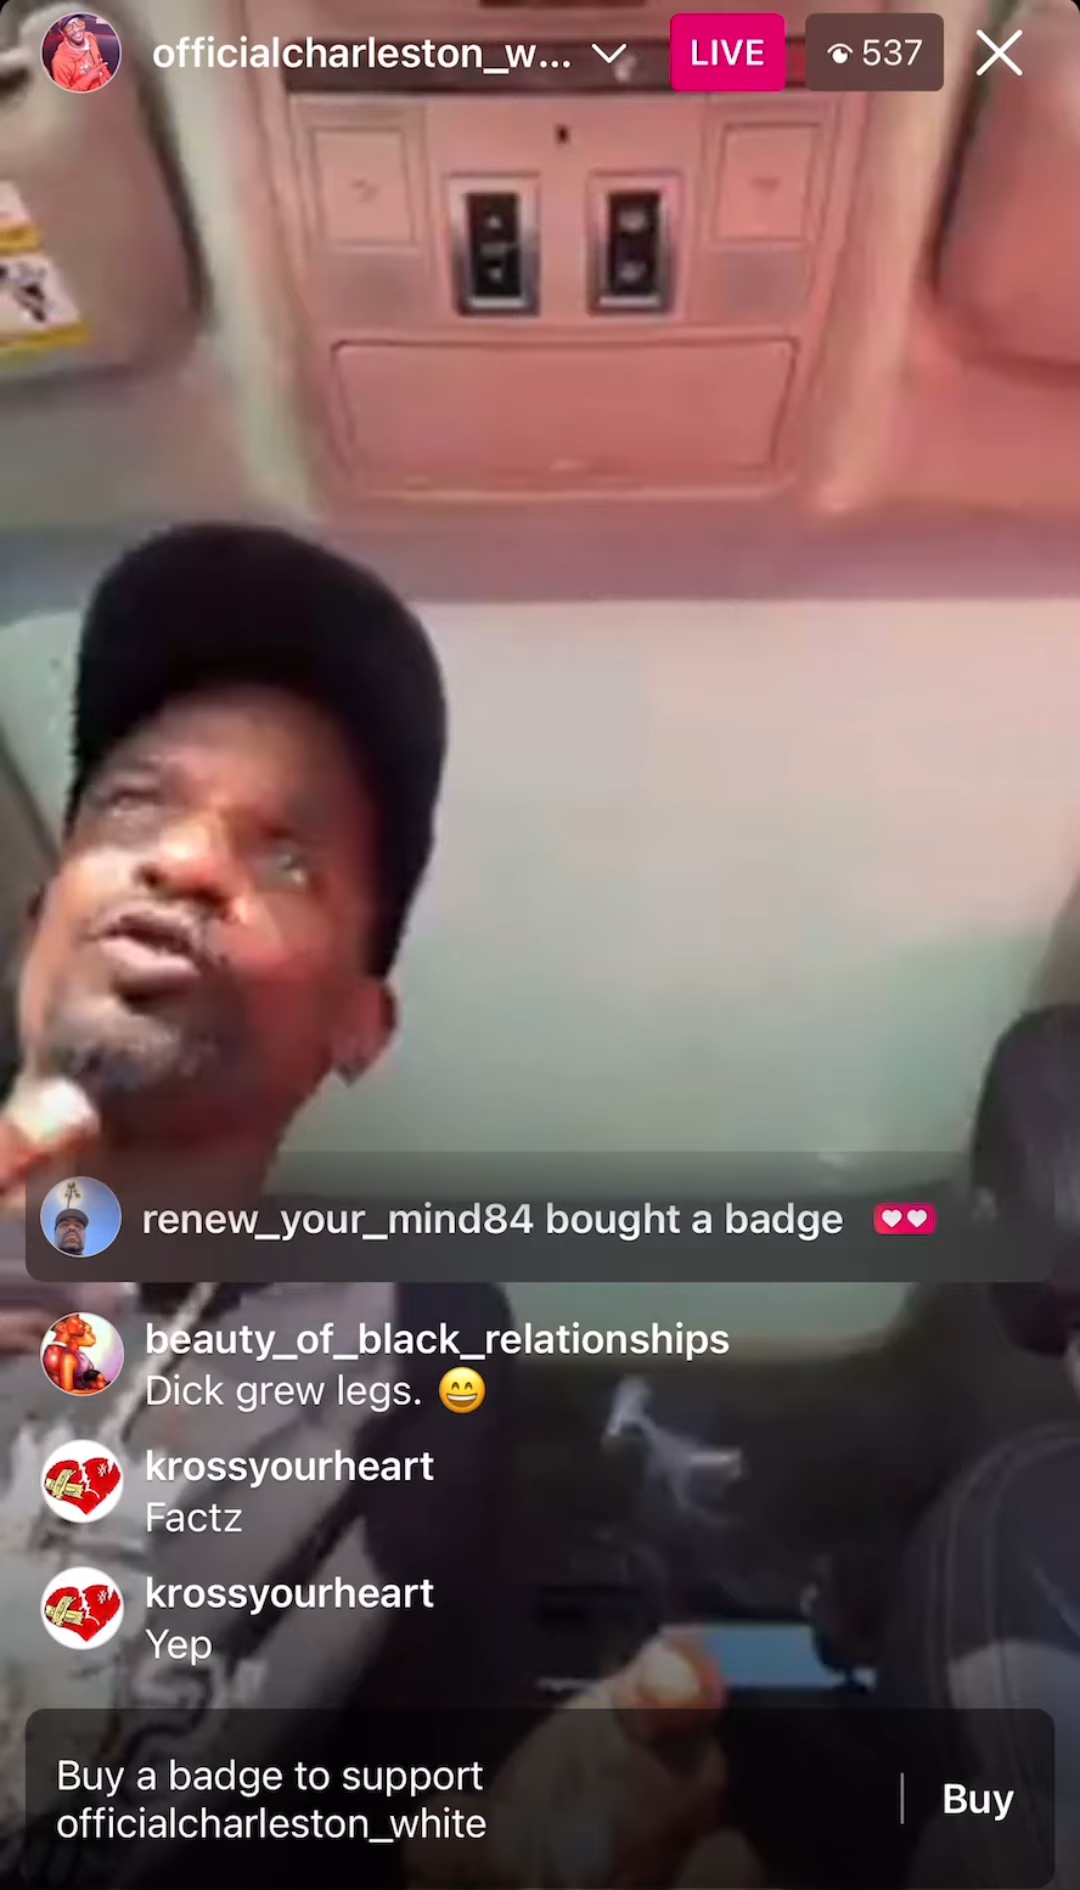 officialcharleston_w...
LIVE
537
renew_your_mind84 bought a badge
beauty_of_black_relationships
Dick grew legs. 😄
krossyourheart
Factz
krossyourheart
Yep
Buy a badge to support
officialcharleston_white
Buy